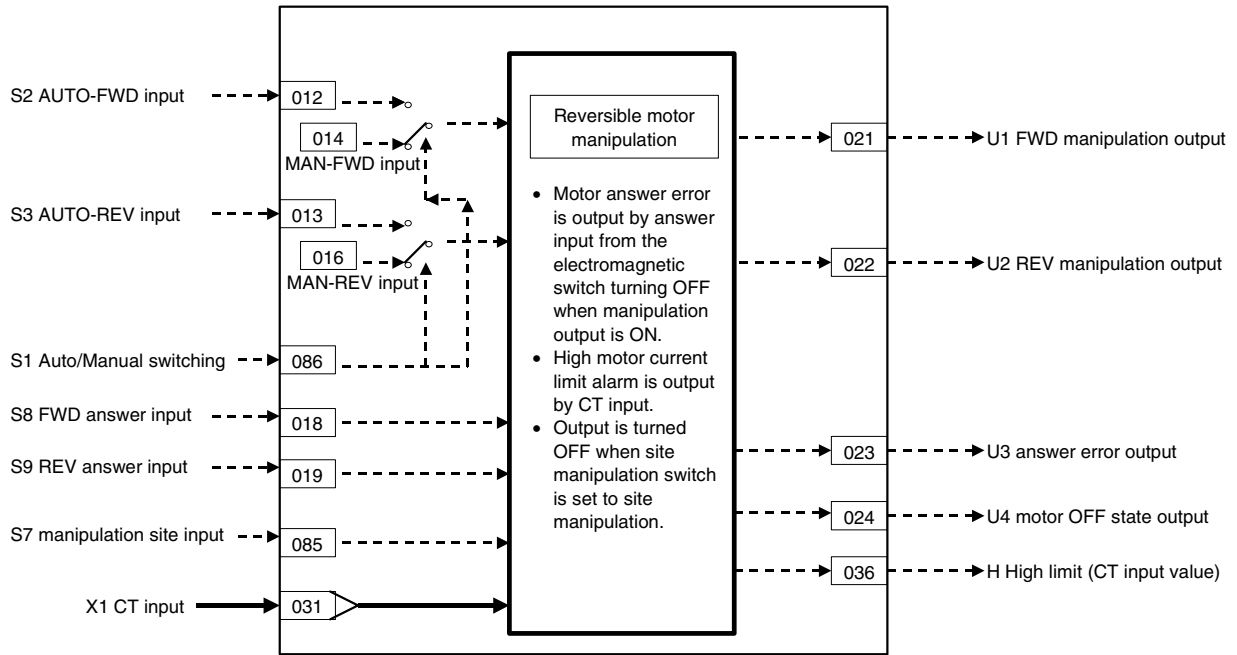 S2 AUTO-FWD input
012
014
MAN-FWD input
S3 AUTO-REV input
013
016
MAN-REV input
S1 Auto/Manual switching
086
S8 FWD answer input
018
S9 REV answer input
019
S7 manipulation site input
085
X1 CT input
031
Reversible motor
manipulation
• Motor answer error
is output by answer
input from the
electromagnetic
switch turning OFF
when manipulation
output is ON.
• High motor current
limit alarm is output
by CT input.
• Output is turned
OFF when site
manipulation switch
is set to site
manipulation.
021
U1 FWD manipulation output
022
U2 REV manipulation output
023
U3 answer error output
024
U4 motor OFF state output
036
H High limit (CT input value)